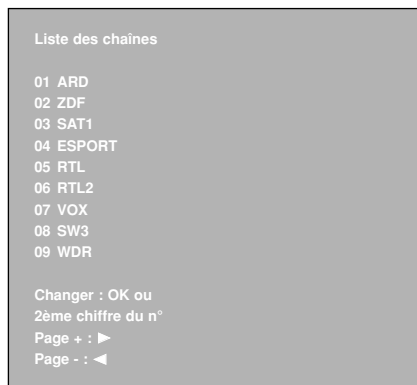 Liste des chaînes
01 ARD
02 ZDF
03 SAT1
04 ESPORT
05 RTL
06 RTL2
07 VOX
08 SW3
09 WDR
Changer : OK ou
2ème chiffre du n°
Page + : ►
Page - : ◄